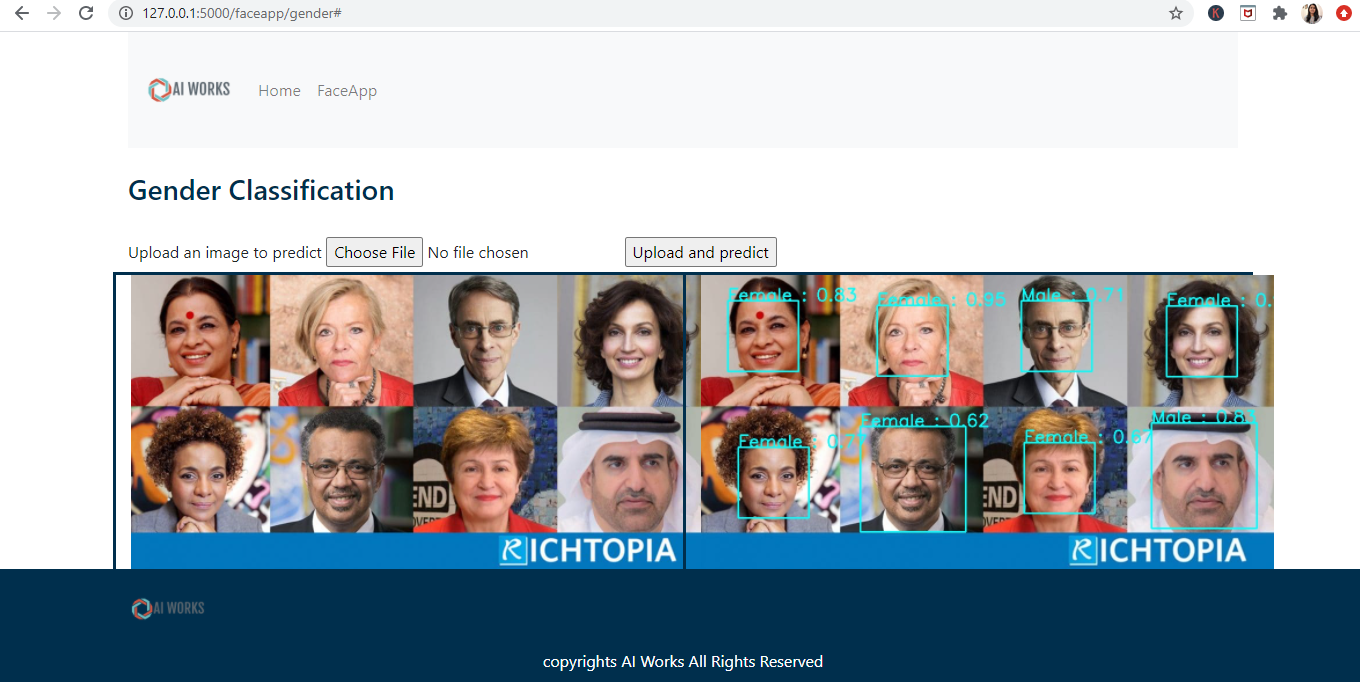 127.0.0.1:5000/faceapp/gender#
AI WORKS
Home
FaceApp
Gender Classification
Upload an image to predict
Choose File
No file chosen
Upload and predict
Female : 0.83
Female : 0.95
Male : 0.71
Female : 0.
Female : 0.62
Male : 0.83
Female : 0.67
Female : 0.77
END
END
RICHTOPIA
RICHTOPIA
AI WORKS
copyrights AI Works All Rights Reserved